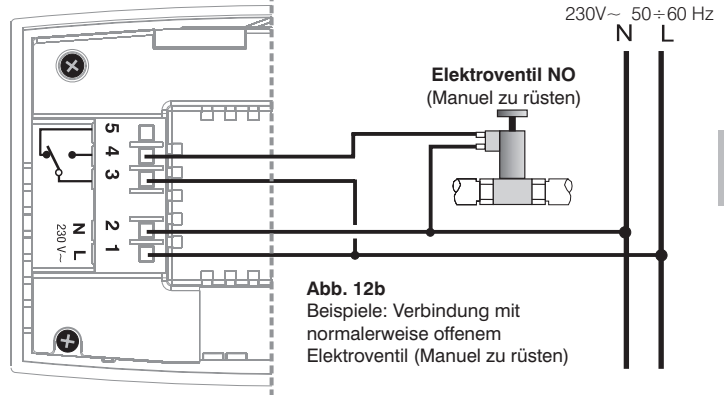 230V~ 50÷60 Hz
N L
Elektroventil NO
(Manuel zu rüsten)
5
4
3
2
1
N
L
230 V~
Abb. 12b
Beispiele: Verbindung mit
normalerweise offenem
Elektroventil (Manuel zu rüsten)